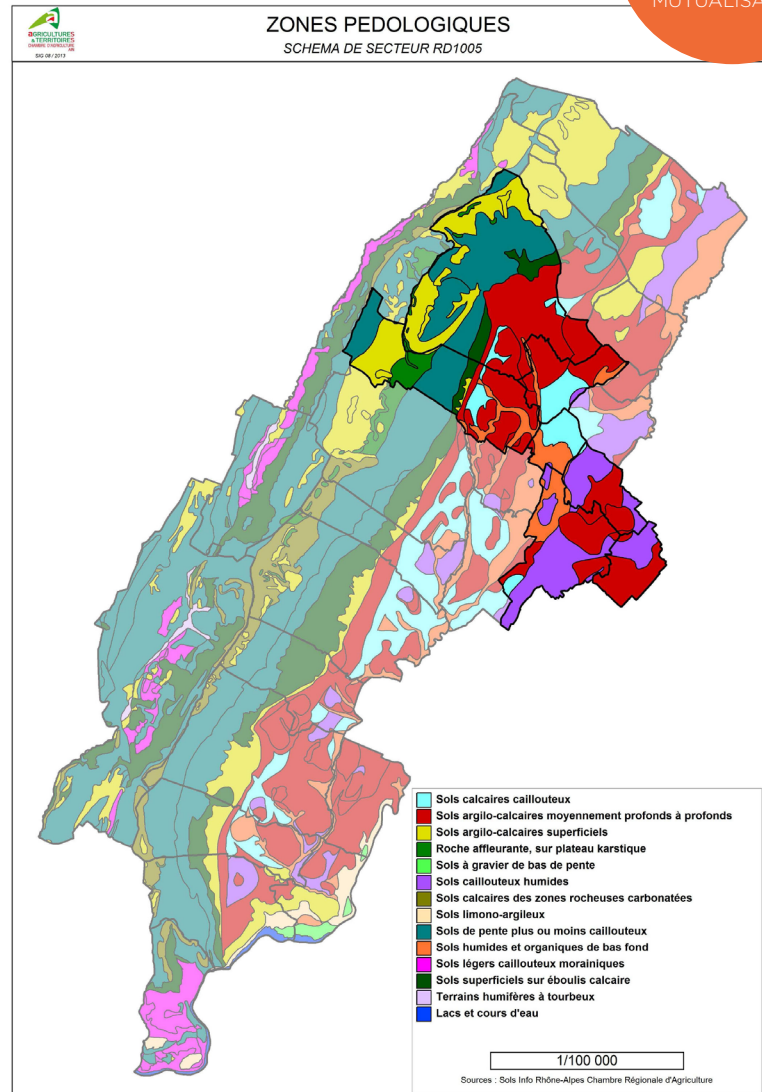 MUTUALISA
ZONES PEDOLOGIQUES
SCHEMA DE SECTEUR RD1005
AGRICULTURES
& TERRITOIRES
CHAMBRE D'AGRICULTURE
AIN
SIG 08 / 2013
Sols calcaires caillouteux
Sols argilo-calcaires moyennement profonds à profonds
Sols argilo-calcaires superficiels
Roche affleurante, sur plateau karstique
Sols à gravier de bas de pente
Sols caillouteux humides
Sols calcaires des zones rocheuses carbonatées
Sols limono-argileux
Sols de pente plus ou moins caillouteux
Sols humides et organiques de bas fond
Sols légers caillouteux morainiques
Sols superficiels sur éboulis calcaire
Terrains humifères à tourbeux
Lacs et cours d'eau
1/100 000
Sources : Sols Info Rhône-Alpes Chambre Régionale d'Agriculture